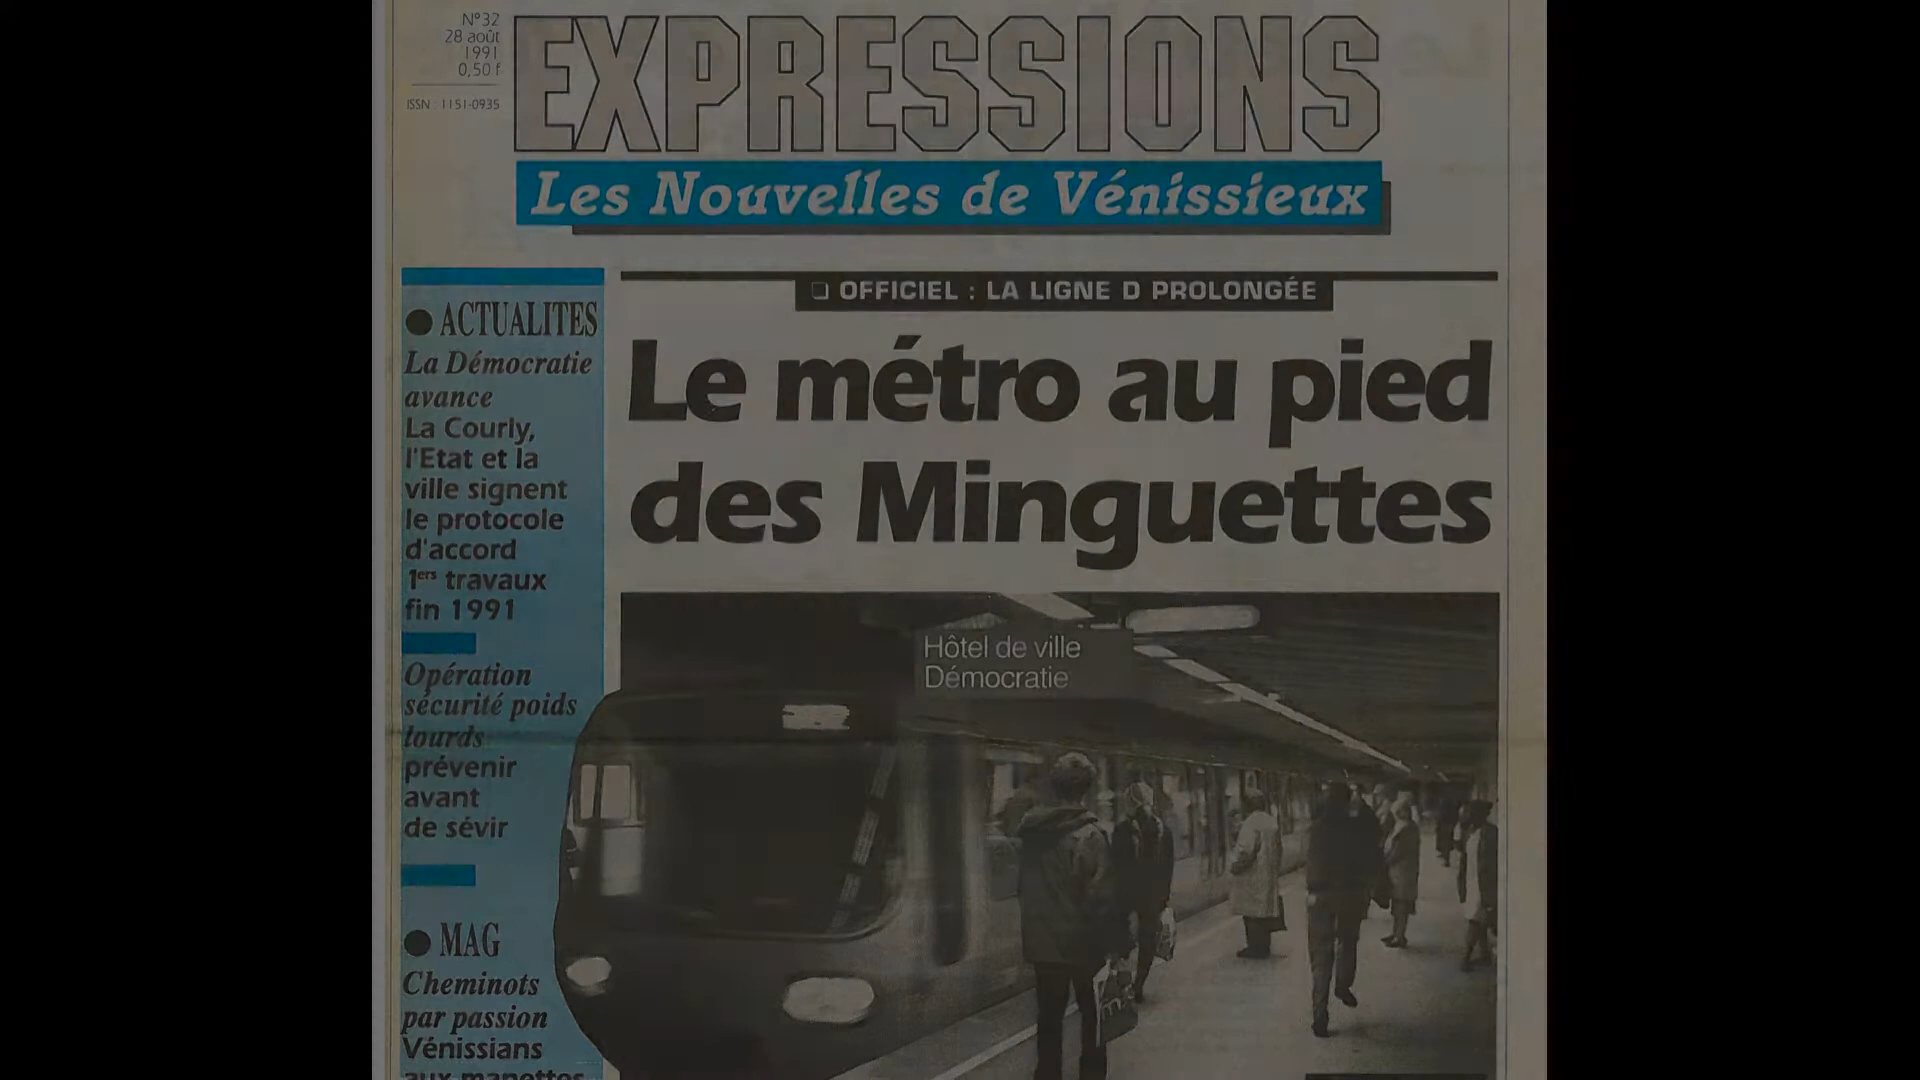 N°32
28 août
1991
0,50 f
ISSN : 1151-0935
EXPRESSIONS
Les Nouvelles de Vénissieux
❏ OFFICIEL : LA LIGNE D PROLONGÉE
Le métro au pied
des Minguettes
● ACTUALITES
La Démocratie
avance
La Courly,
l'Etat et la
ville signent
le protocole
d'accord
1ers travaux
fin 1991
Opération
sécurité poids
lourds
prévenir
avant
de sévir
● MAG
Cheminots
par passion
Vénissians
aux manettes
Hôtel de ville
Démocratie